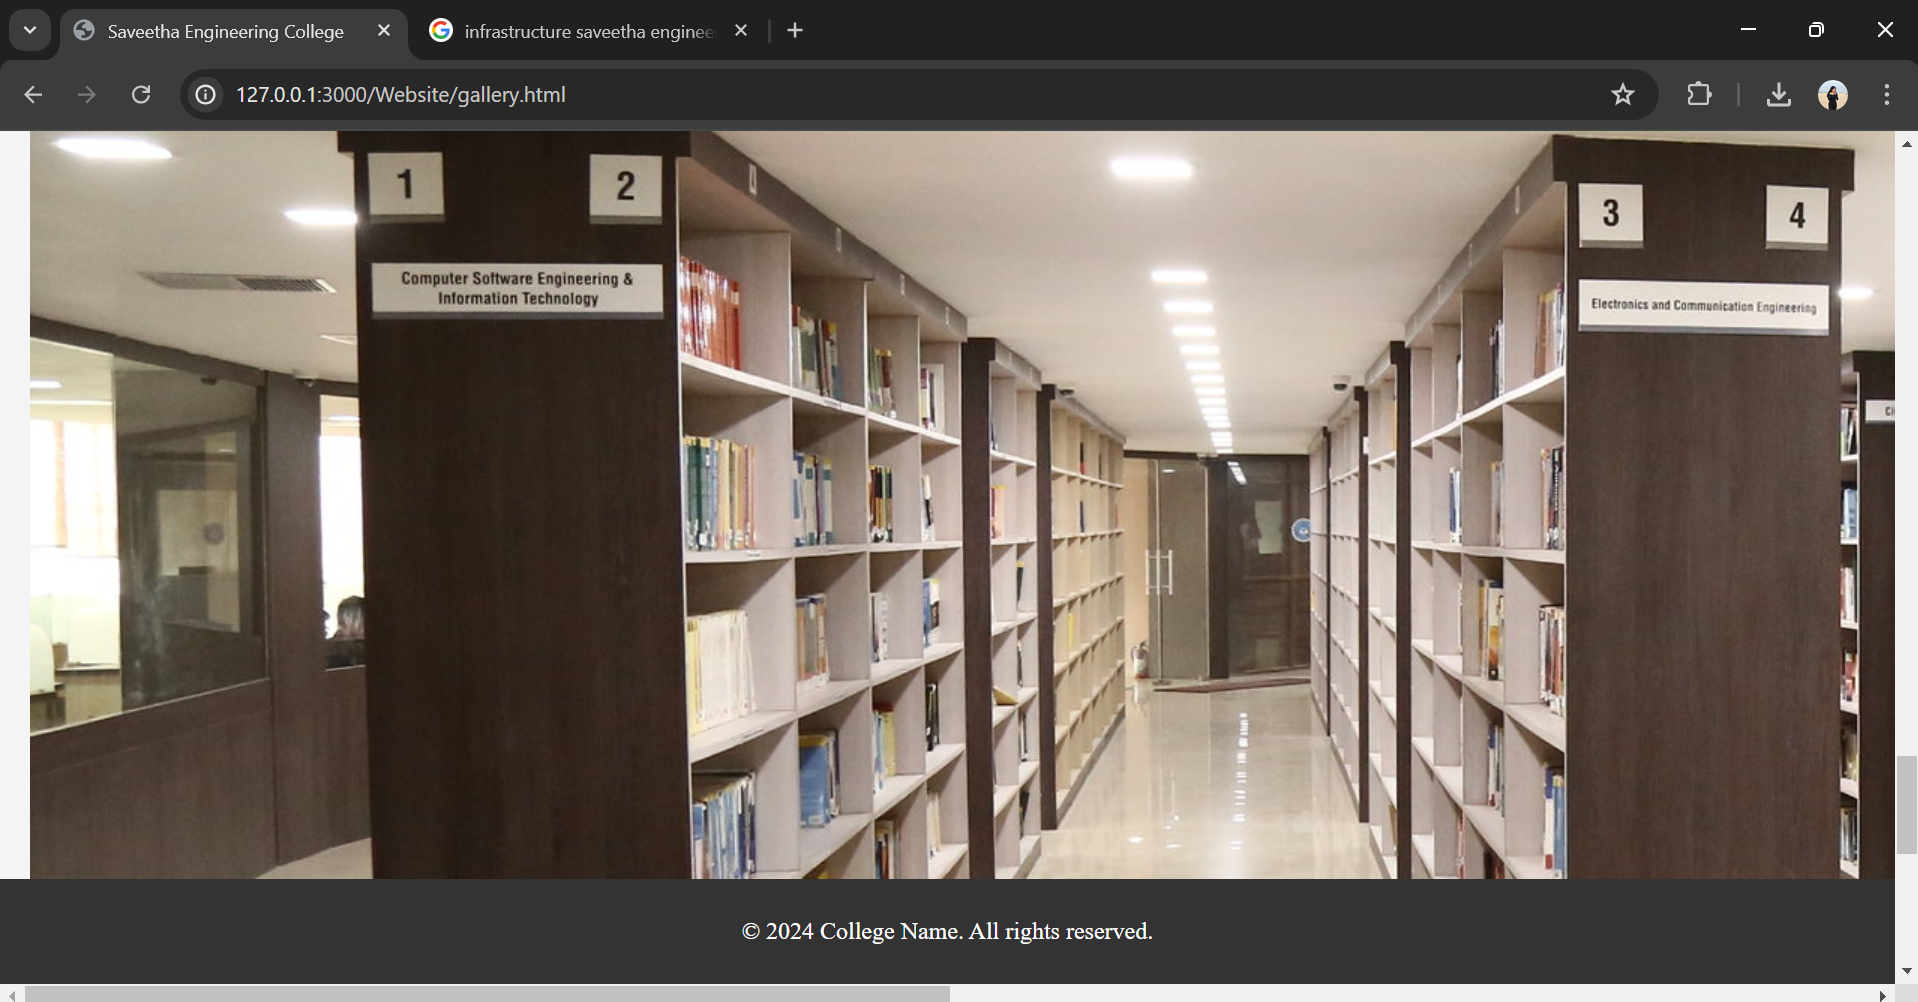 Saveetha Engineering College
infrastructure saveetha enginee
127.0.0.1:3000/Website/gallery.html
1
2
3
4
Computer Software Engineering &
Information Technology
Electronics and Communication Engineering
© 2024 College Name. All rights reserved.